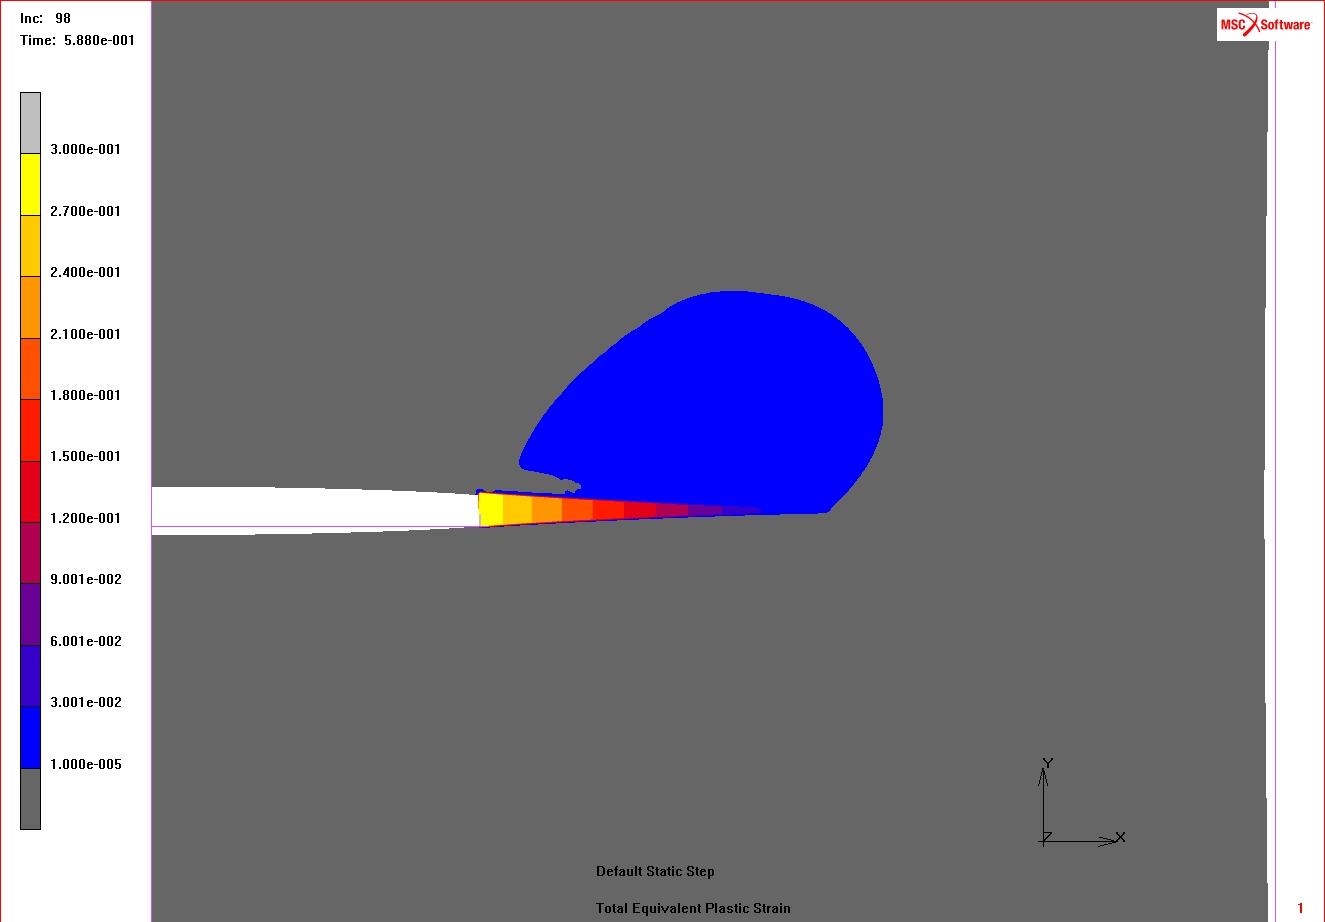 Inc: 98
Time: 5.880e-001
MSC Software
3.000e-001
2.700e-001
2.400e-001
2.100e-001
1.800e-001
1.500e-001
1.200e-001
9.001e-002
6.001e-002
3.001e-002
1.000e-005
Y
Z X
Default Static Step
Total Equivalent Plastic Strain
1